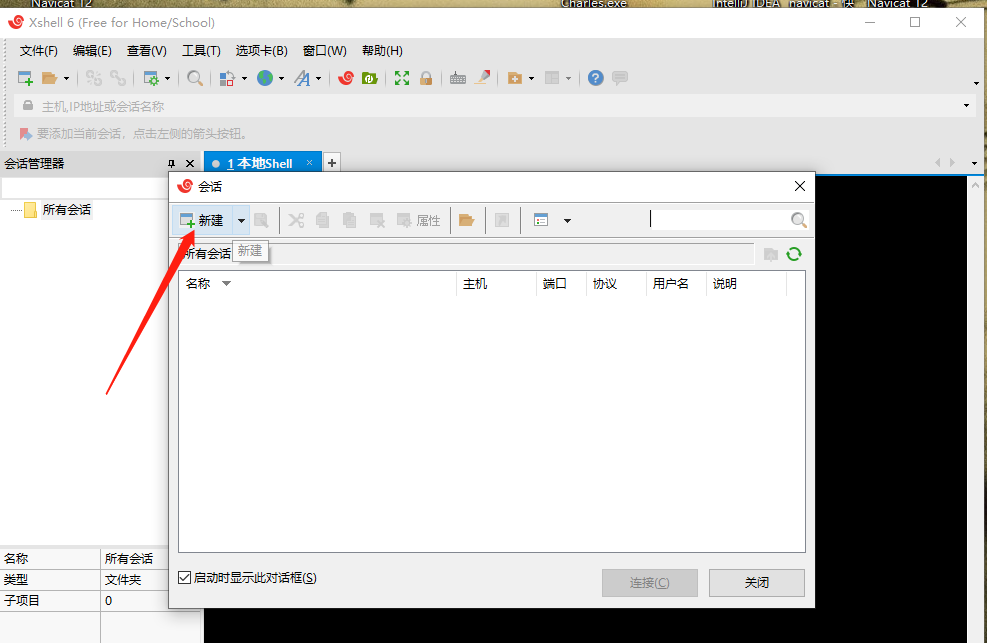 Navicat 12
Charles.exe
IntelliJ IDEA
navicat - 快
Navicat 12
Xshell 6 (Free for Home/School)
文件(F) 编辑(E) 查看(V) 工具(T) 选项卡(B) 窗口(W) 帮助(H)
主机,IP地址或会话名称
要添加当前会话，点击左侧的箭头按钮。
会话管理器
1 本地Shell
所有会话
会话
新建
属性
所有会话
新建
名称 主机 端口 协议 用户名 说明
启动时显示此对话框(S)
连接(C) 关闭
名称 所有会话
类型 文件夹
子项目 0